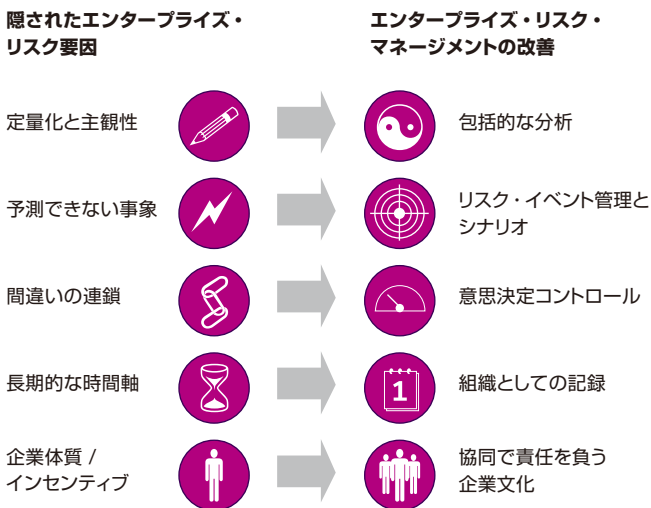 隠されたエンタープライズ・
リスク要因
エンタープライズ・リスク・
マネージメントの改善
定量化と主観性
包括的な分析
予測できない事象
リスク・イベント管理と
シナリオ
間違いの連鎖
意思決定コントロール
長期的な時間軸
1
組織としての記録
企業体質 /
インセンティブ
協同で責任を負う
企業文化